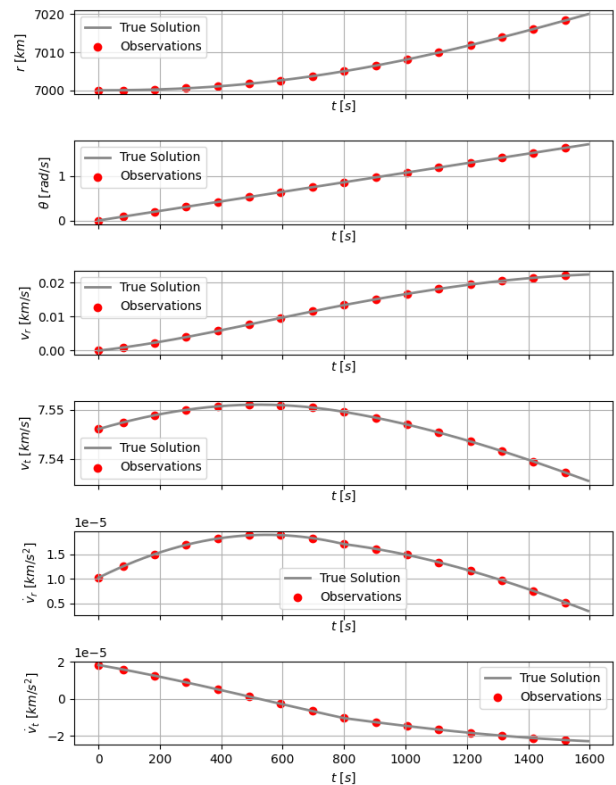 7020
7010
7000
r [km]
True Solution
Observations
t [s]
1
0
θ [rad/s]
True Solution
Observations
t [s]
0.02
0.01
0.00
v_r [km/s]
True Solution
Observations
t [s]
7.55
7.54
v_t [km/s]
True Solution
Observations
t [s]
1e−5
1.5
1.0
0.5
v̇_r [km/s²]
True Solution
Observations
t [s]
1e−5
2
0
−2
v̇_t [km/s²]
True Solution
Observations
0 200 400 600 800 1000 1200 1400 1600
t [s]